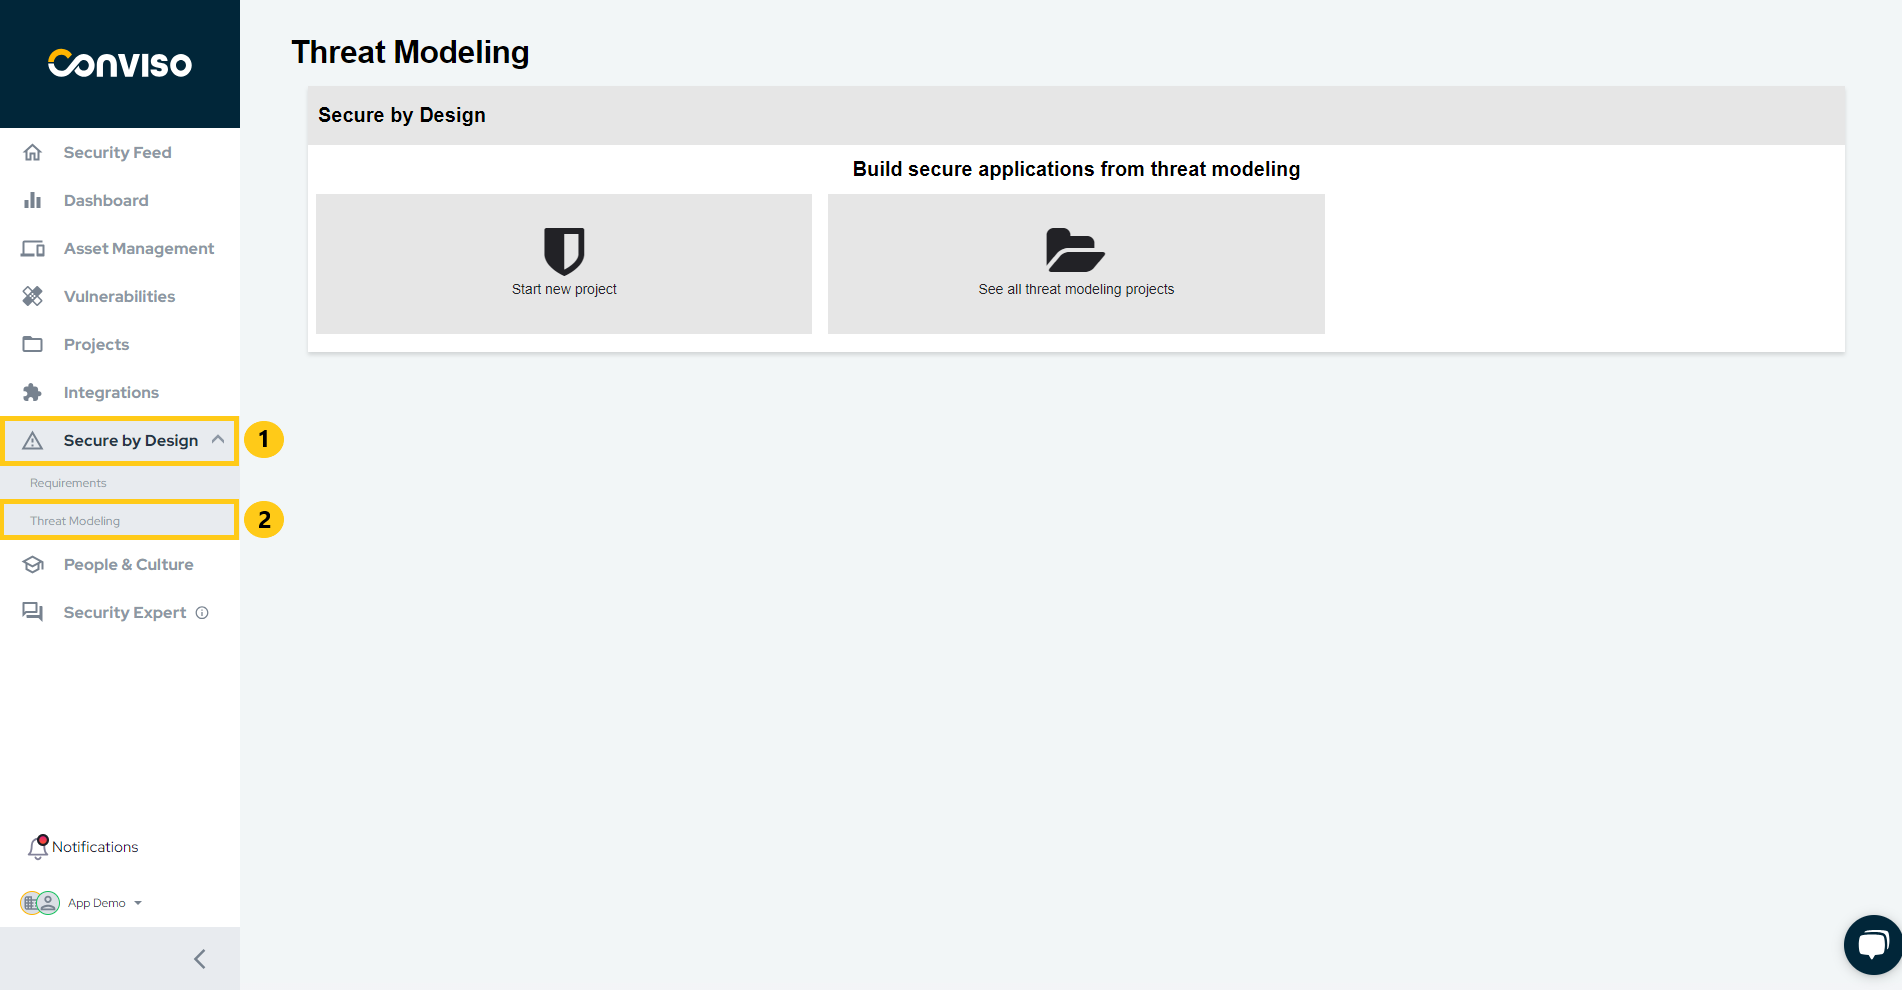 Conviso
Security Feed
Dashboard
Asset Management
Vulnerabilities
Projects
Integrations
Secure by Design
1
Requirements
Threat Modeling
2
People & Culture
Security Expert
Notifications
App Demo
Threat Modeling
Secure by Design
Build secure applications from threat modeling
Start new project
See all threat modeling projects